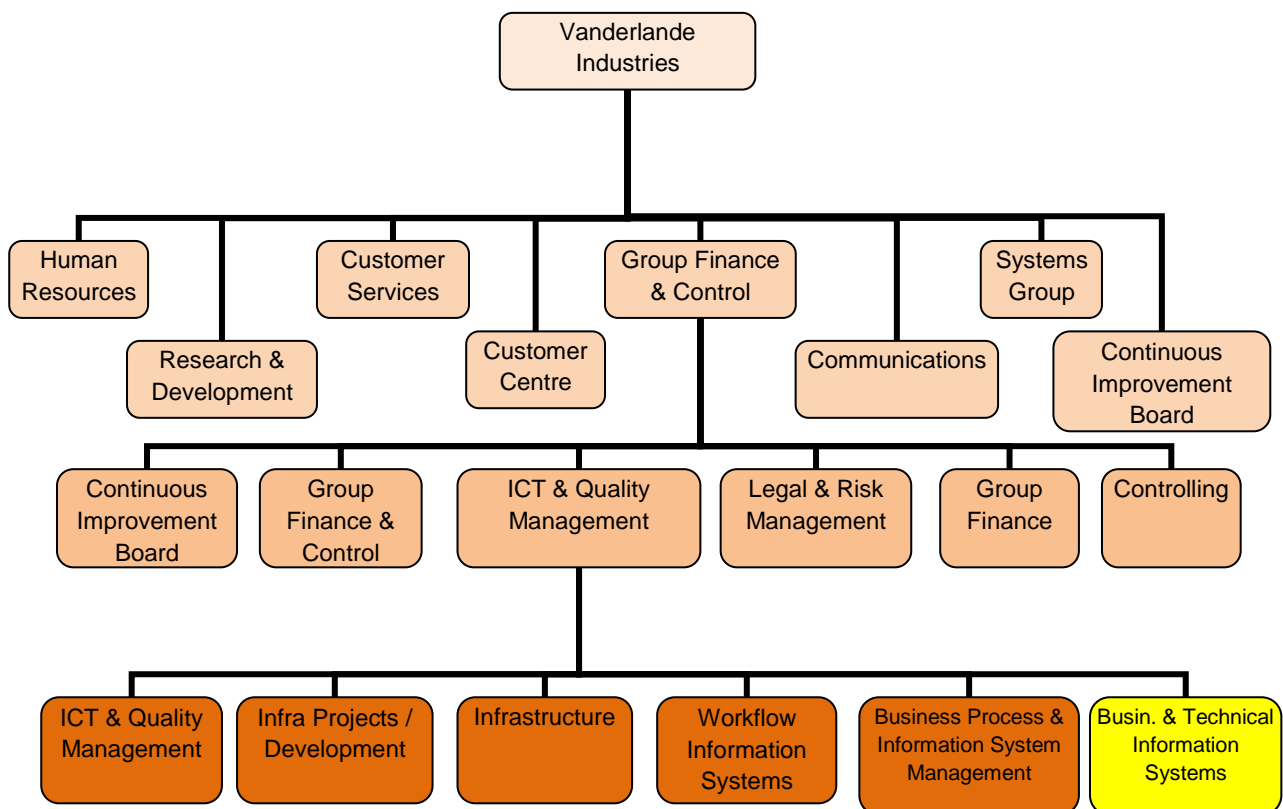 Vanderlande
Industries
Human
Resources
Customer
Services
Group Finance
& Control
Systems
Group
Research &
Development
Customer
Centre
Communications
Continuous
Improvement
Board
Continuous
Improvement
Board
Group
Finance &
Control
ICT & Quality
Management
Legal & Risk
Management
Group
Finance
Controlling
ICT & Quality
Management
Infra Projects /
Development
Infrastructure
Workflow
Information
Systems
Business Process &
Information System
Management
Busin. & Technical
Information
Systems